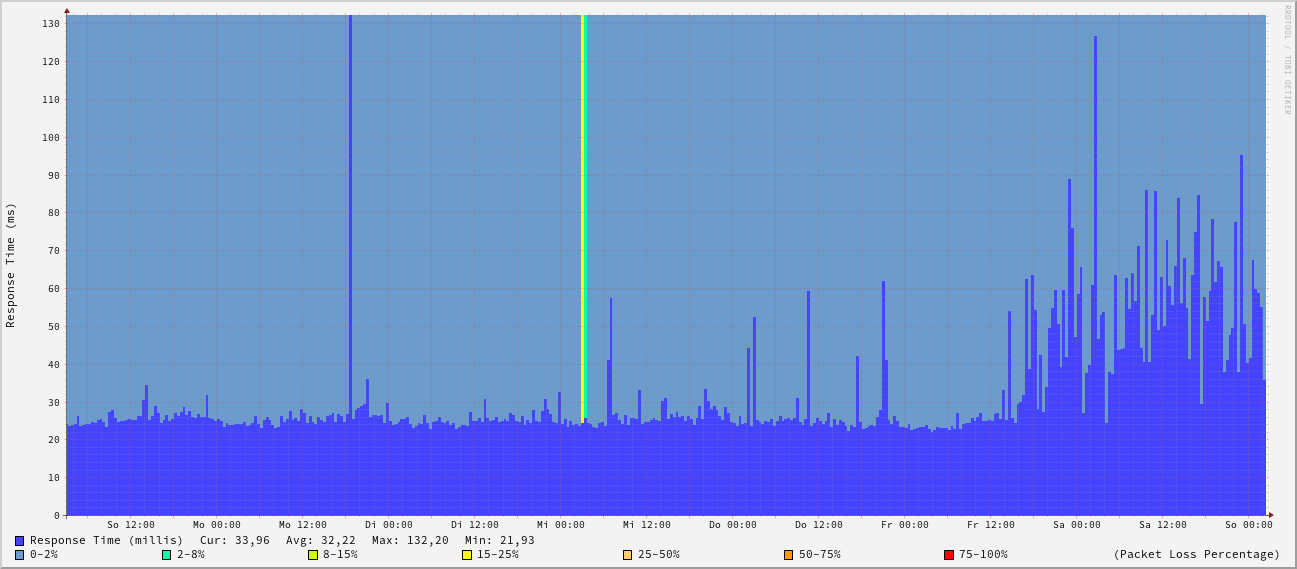 RRDTOOL / TOBI OETIKER
Response Time (ms)
130
120
110
100
90
80
70
60
50
40
30
20
10
0
So 12:00 Mo 00:00 Mo 12:00 Di 00:00 Di 12:00 Mi 00:00 Mi 12:00 Do 00:00 Do 12:00 Fr 00:00 Fr 12:00 Sa 00:00 Sa 12:00 So 00:00
Response Time (millis) Cur: 33,96 Avg: 32,22 Max: 132,20 Min: 21,93
0-2% 2-8% 8-15% 15-25% 25-50% 50-75% 75-100% (Packet Loss Percentage)